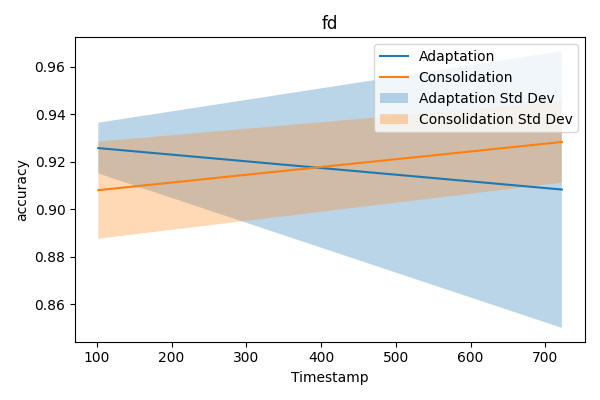 fd
Adaptation
Consolidation
Adaptation Std Dev
Consolidation Std Dev
accuracy
0.96
0.94
0.92
0.90
0.88
0.86
100 200 300 400 500 600 700
Timestamp